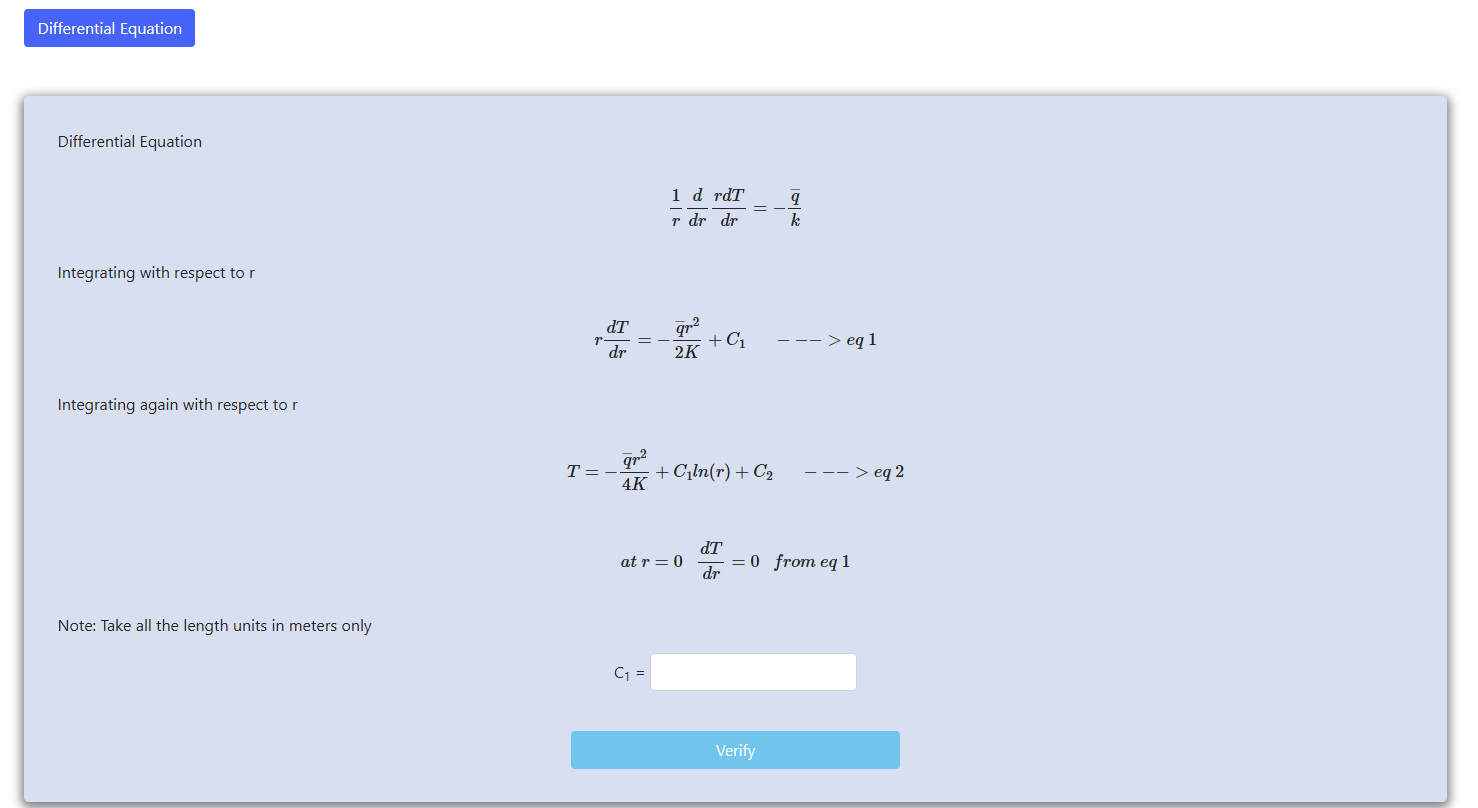 Differential Equation
Differential Equation
\frac{1}{r} \frac{d}{dr} \frac{rdT}{dr} = -\frac{\overline{q}}{k}
Integrating with respect to r
r\frac{dT}{dr} = -\frac{\overline{q}r^2}{2K} + C_1 \quad ---> eq 1
Integrating again with respect to r
T = -\frac{\overline{q}r^2}{4K} + C_1 ln(r) + C_2 \quad ---> eq 2
at r = 0 \quad \frac{dT}{dr} = 0 \quad from eq 1
Note: Take all the length units in meters only
C₁ =
Verify